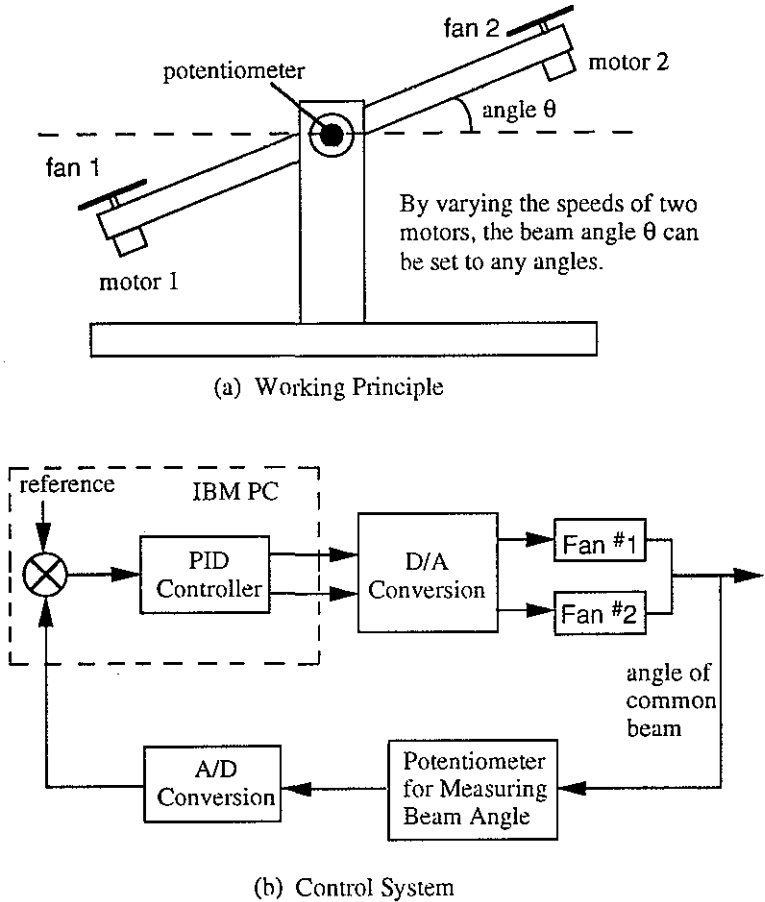 fan 2
potentiometer
motor 2
angle θ
fan 1
By varying the speeds of two
motors, the beam angle θ can
be set to any angles.
motor 1
(a) Working Principle
reference
IBM PC
PID
Controller
D/A
Conversion
Fan #1
Fan #2
angle of
common
beam
A/D
Conversion
Potentiometer
for Measuring
Beam Angle
(b) Control System